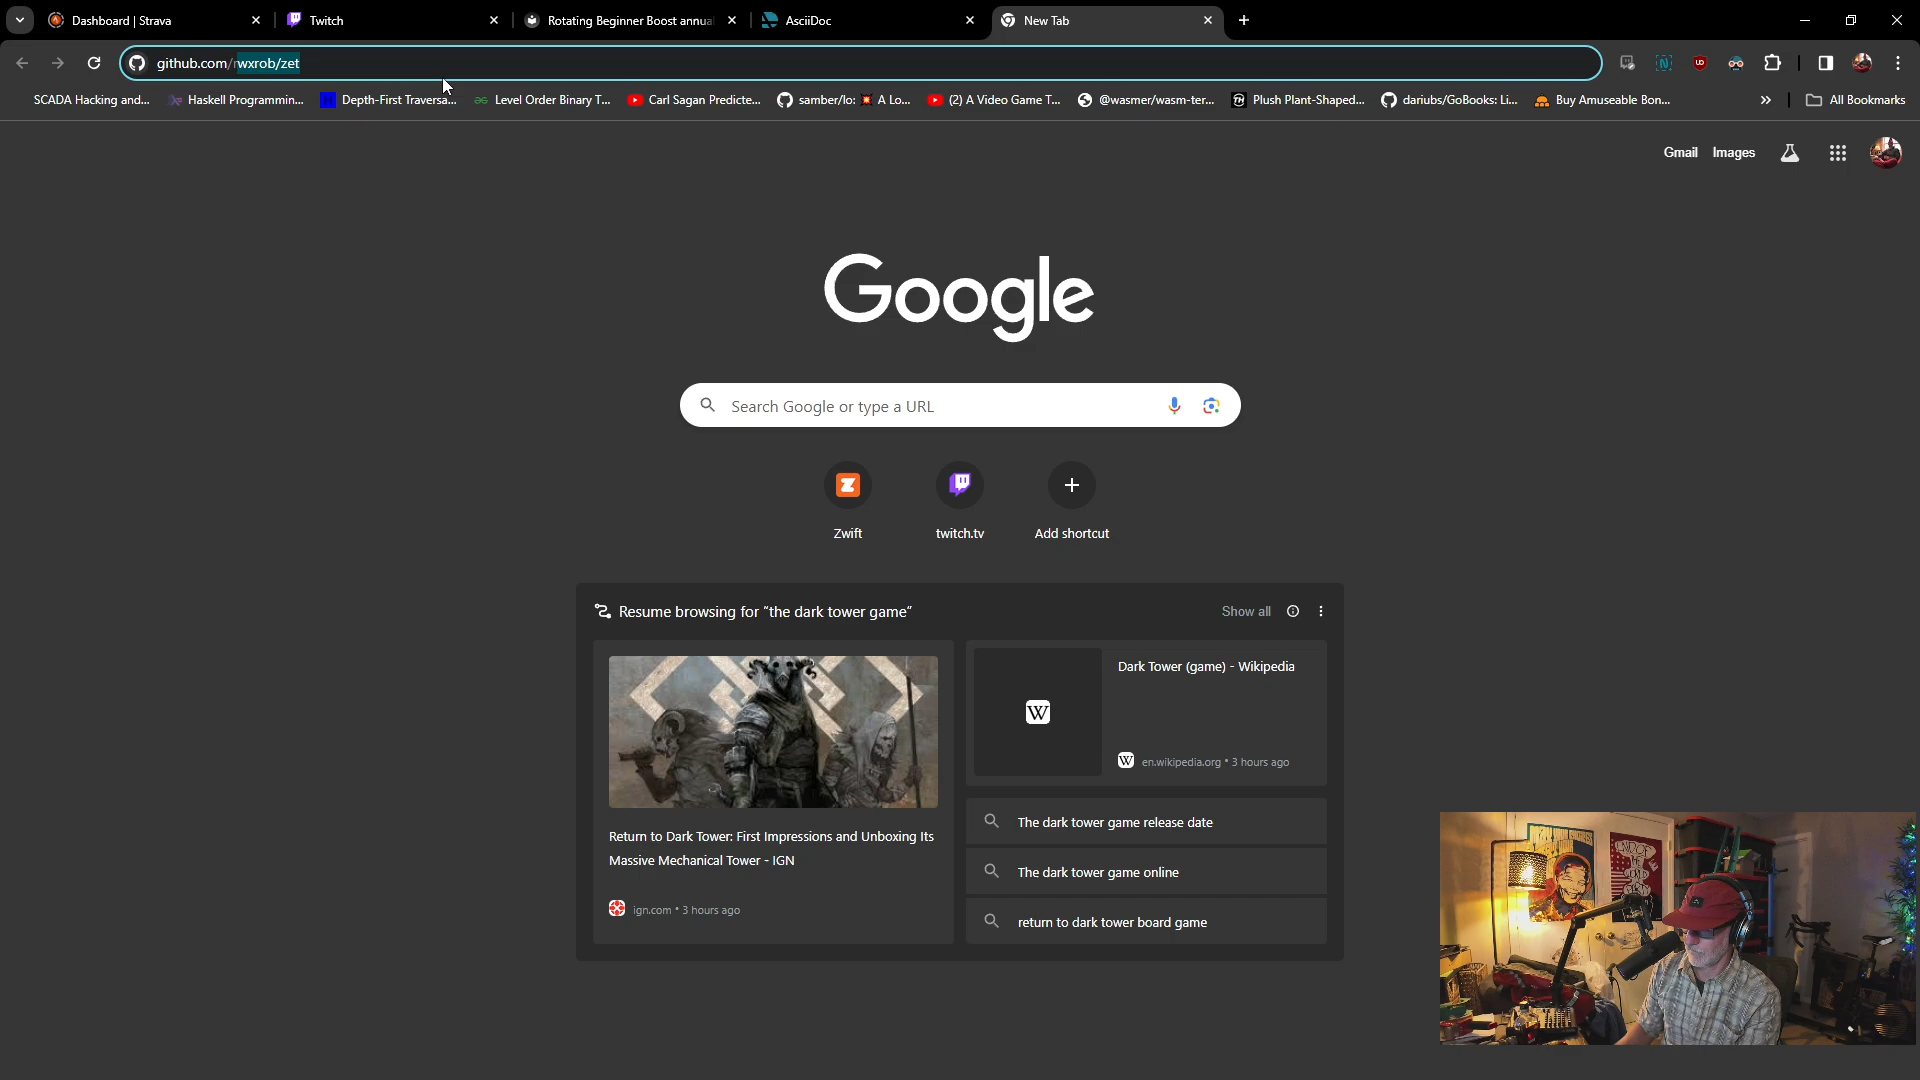 Dashboard | Strava
Twitch
Rotating Beginner Boost annua
AsciiDoc
New Tab
github.com/rwxrob/zet
SCADA Hacking and...
Haskell Programmin...
Depth-First Traversa...
Level Order Binary T...
Carl Sagan Predicte...
samber/lo: 💥 A Lo...
(2) A Video Game T...
@wasmer/wasm-ter...
Plush Plant-Shaped...
dariubs/GoBooks: Li...
Buy Amuseable Bon...
All Bookmarks
Gmail
Images
Google
Search Google or type a URL
Zwift
twitch.tv
Add shortcut
Resume browsing for “the dark tower game”
Show all
Return to Dark Tower: First Impressions and Unboxing Its
Massive Mechanical Tower - IGN
ign.com • 3 hours ago
Dark Tower (game) - Wikipedia
W
W en.wikipedia.org • 3 hours ago
The dark tower game release date
The dark tower game online
return to dark tower board game